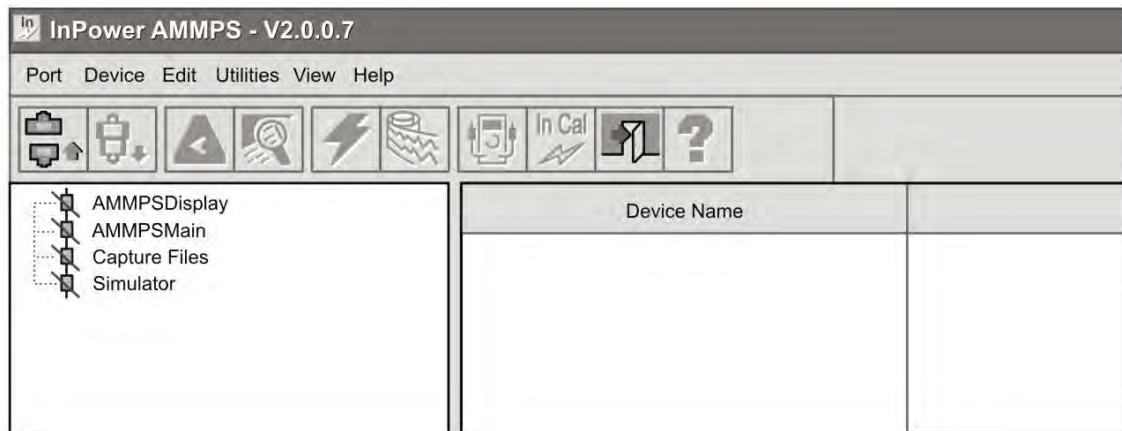 In
InPower AMMPS - V2.0.0.7
Port Device Edit Utilities View Help
In Cal
?
AMMPSDisplay
AMMPSMain
Capture Files
Simulator
Device Name